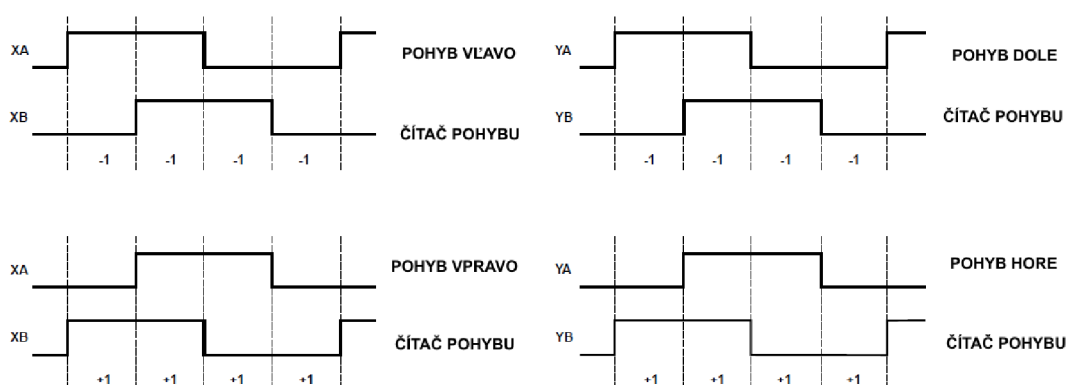 XA
POHYB VĽAVO
XB
ČÍTAČ POHYBU
-1 -1 -1 -1
YA
POHYB DOLE
YB
ČÍTAČ POHYBU
-1 -1 -1 -1
XA
POHYB VPRAVO
XB
ČÍTAČ POHYBU
+1 +1 +1 +1
YA
POHYB HORE
YB
ČÍTAČ POHYBU
+1 +1 +1 +1